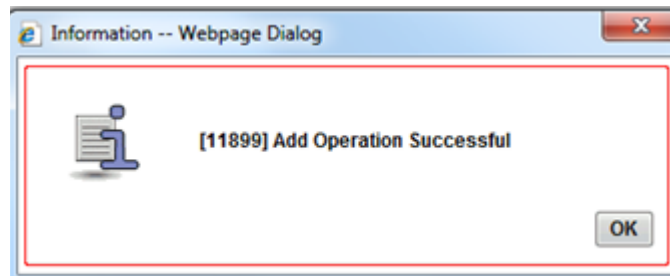 Information -- Webpage Dialog
[11899] Add Operation Successful
OK